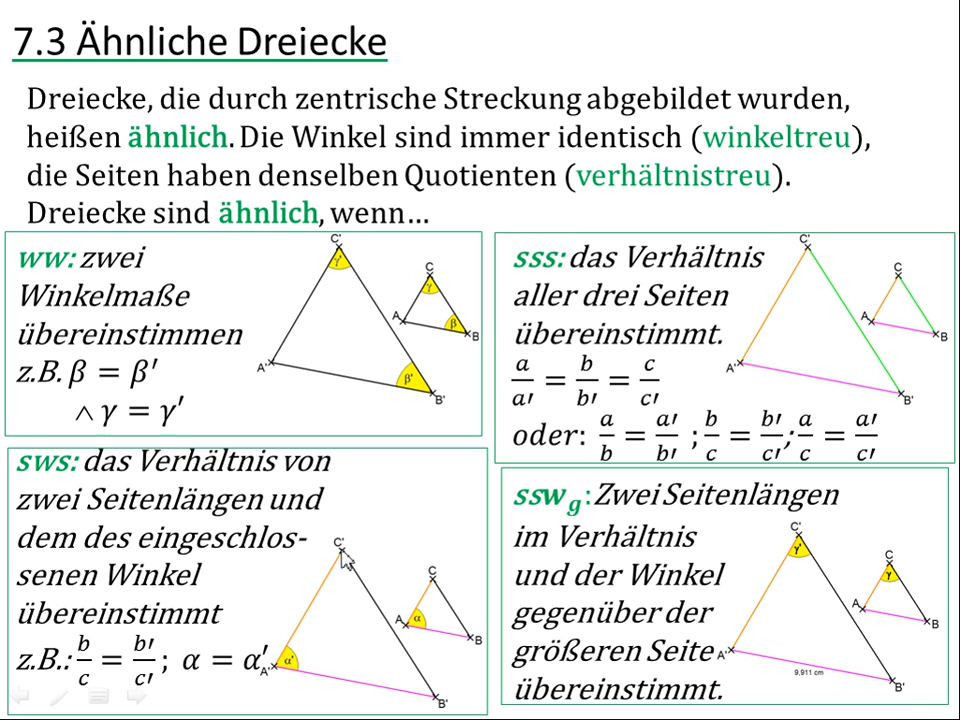 7.3 Ähnliche Dreiecke
Dreiecke, die durch zentrische Streckung abgebildet wurden,
heißen ähnlich. Die Winkel sind immer identisch (winkeltreu),
die Seiten haben denselben Quotienten (verhältnistreu).
Dreiecke sind ähnlich, wenn…
ww: zwei
Winkelmaße
übereinstimmen
z.B. β = β′
∧ γ = γ′
C'
γ'
C
γ
A
β
B
A'
β'
B'
sss: das Verhältnis
aller drei Seiten
übereinstimmt.
a/a′ = b/b′ = c/c′
oder: a/b = a′/b′ ; b/c = b′/c′; a/c = a′/c′
C'
C
A
B
A'
B'
sws: das Verhältnis von
zwei Seitenlängen und
dem des eingeschlos-
senen Winkel
übereinstimmt
z.B.: b/c = b′/c′ ; α = α′
C'
C
A
α
B
A'
α'
B'
ssw_g: Zwei Seitenlängen
im Verhältnis
und der Winkel
gegenüber der
größeren Seite
übereinstimmt.
C'
γ'
C
γ
A
B
A'
9,911 cm
B'